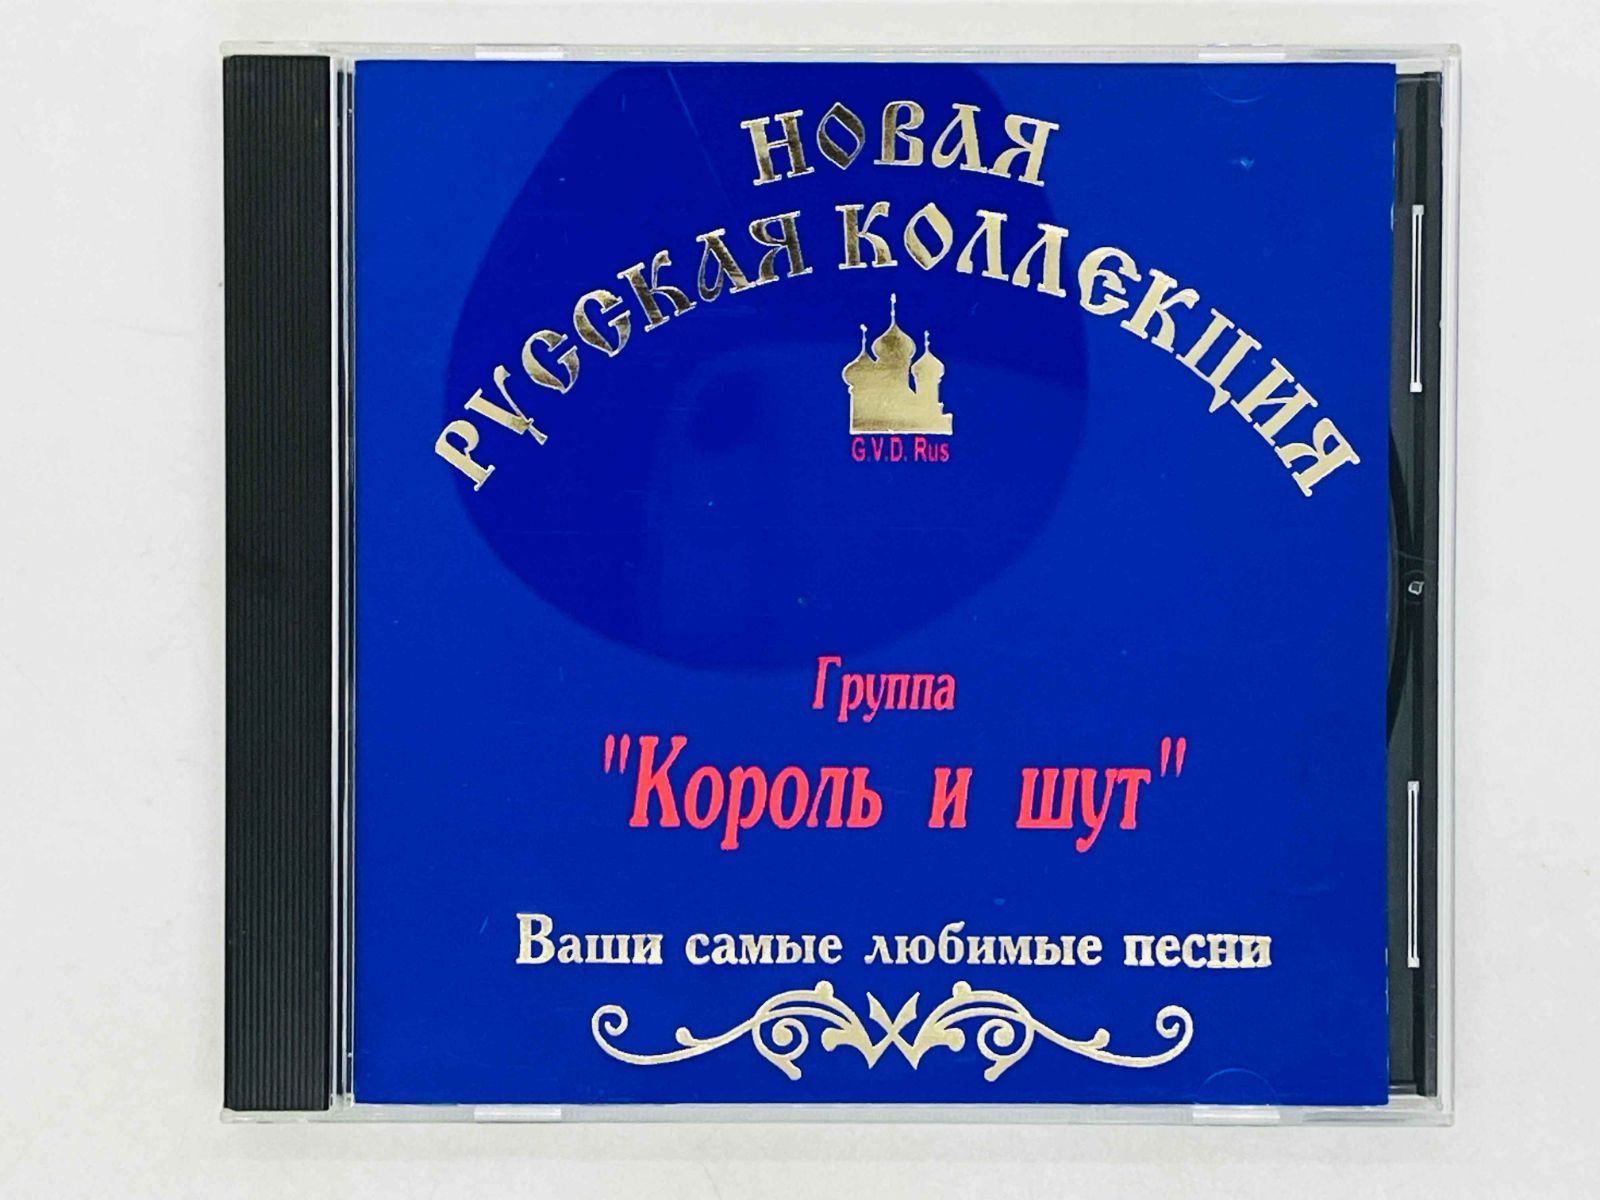 НОВАЯ
РУССКАЯ КОЛЛЕКЦИЯ
G.V.D. Rus
Группа
"Король и шут"
Ваши самые любимые песни